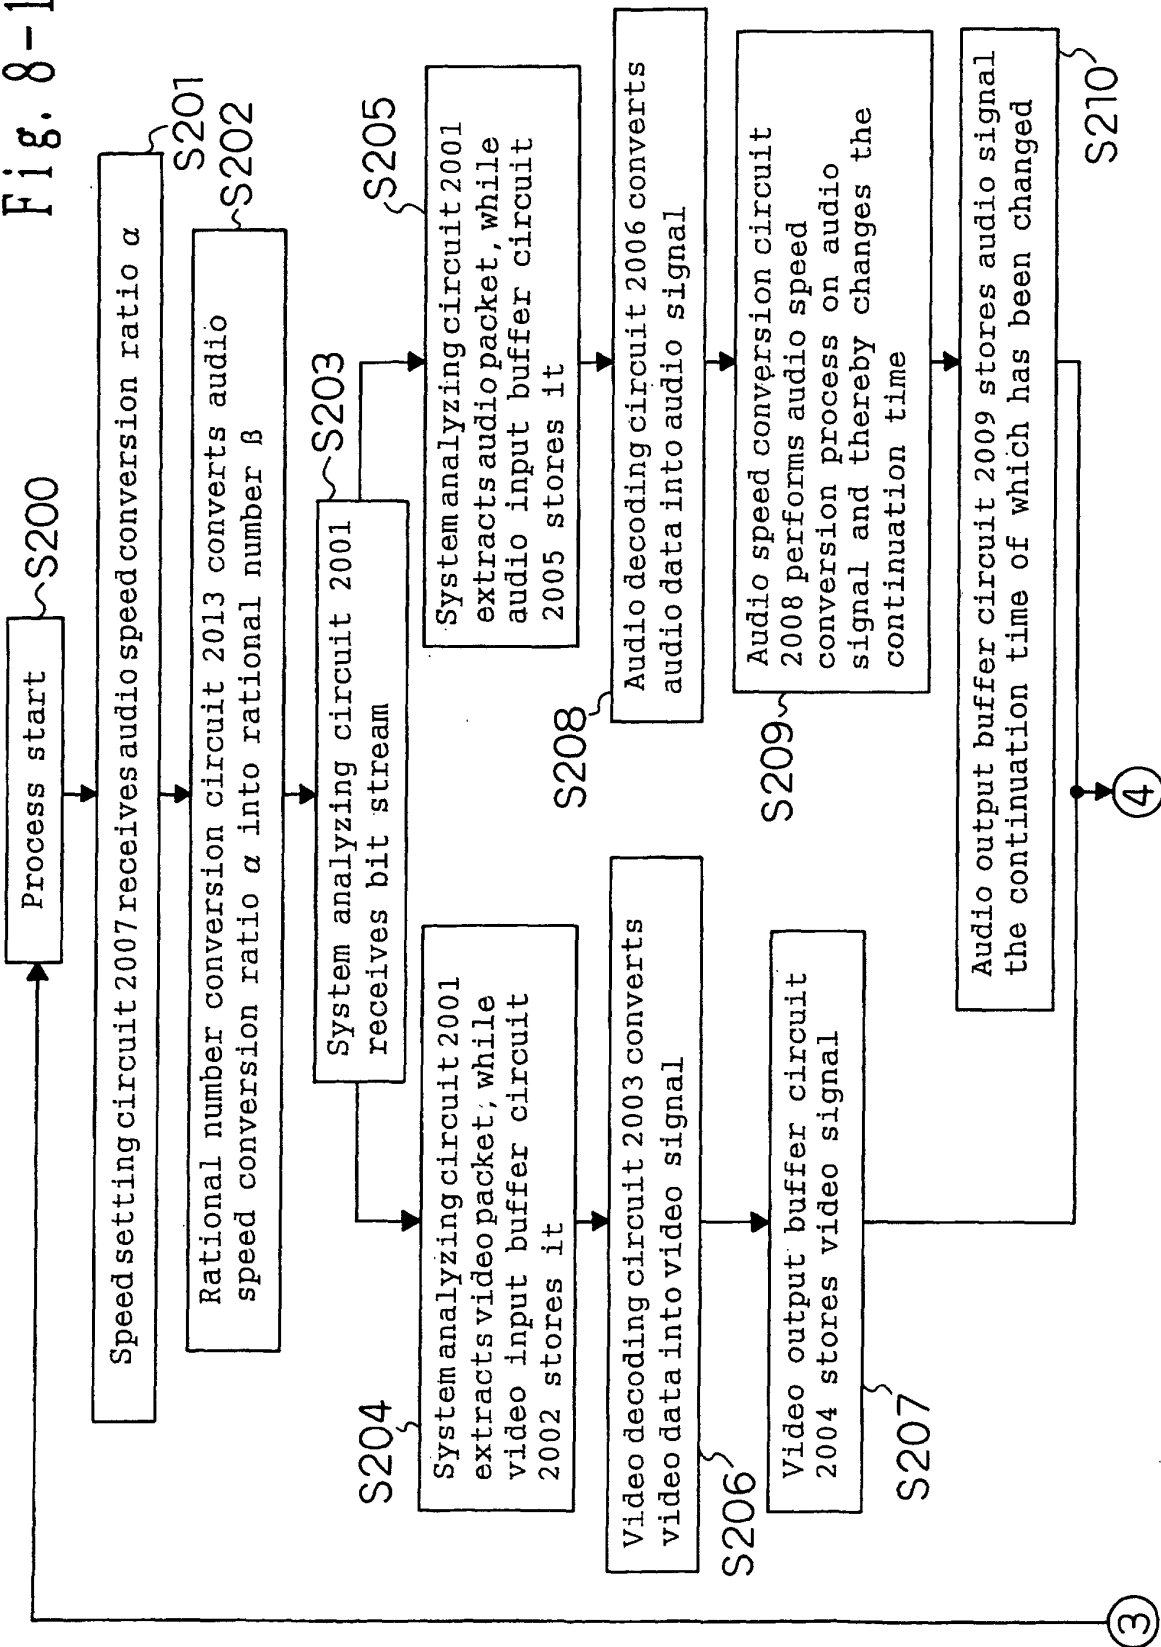 Fig. 8-1
Process start
S200
Speed setting circuit 2007 receives audio speed conversion ratio α
S201
Rational number conversion circuit 2013 converts audio
speed conversion ratio α into rational number β
S202
System analyzing circuit 2001
receives bit stream
S203
S204
System analyzing circuit 2001
extracts video packet, while
video input buffer circuit
2002 stores it
System analyzing circuit 2001
extracts audio packet, while
audio input buffer circuit
2005 stores it
S205
Video decoding circuit 2003 converts
video data into video signal
S206
S208
Audio decoding circuit 2006 converts
audio data into audio signal
Video output buffer circuit
2004 stores video signal
S207
S209
Audio speed conversion circuit
2008 performs audio speed
conversion process on audio
signal and thereby changes the
continuation time
Audio output buffer circuit 2009 stores audio signal
the continuation time of which has been changed
S210
3
4